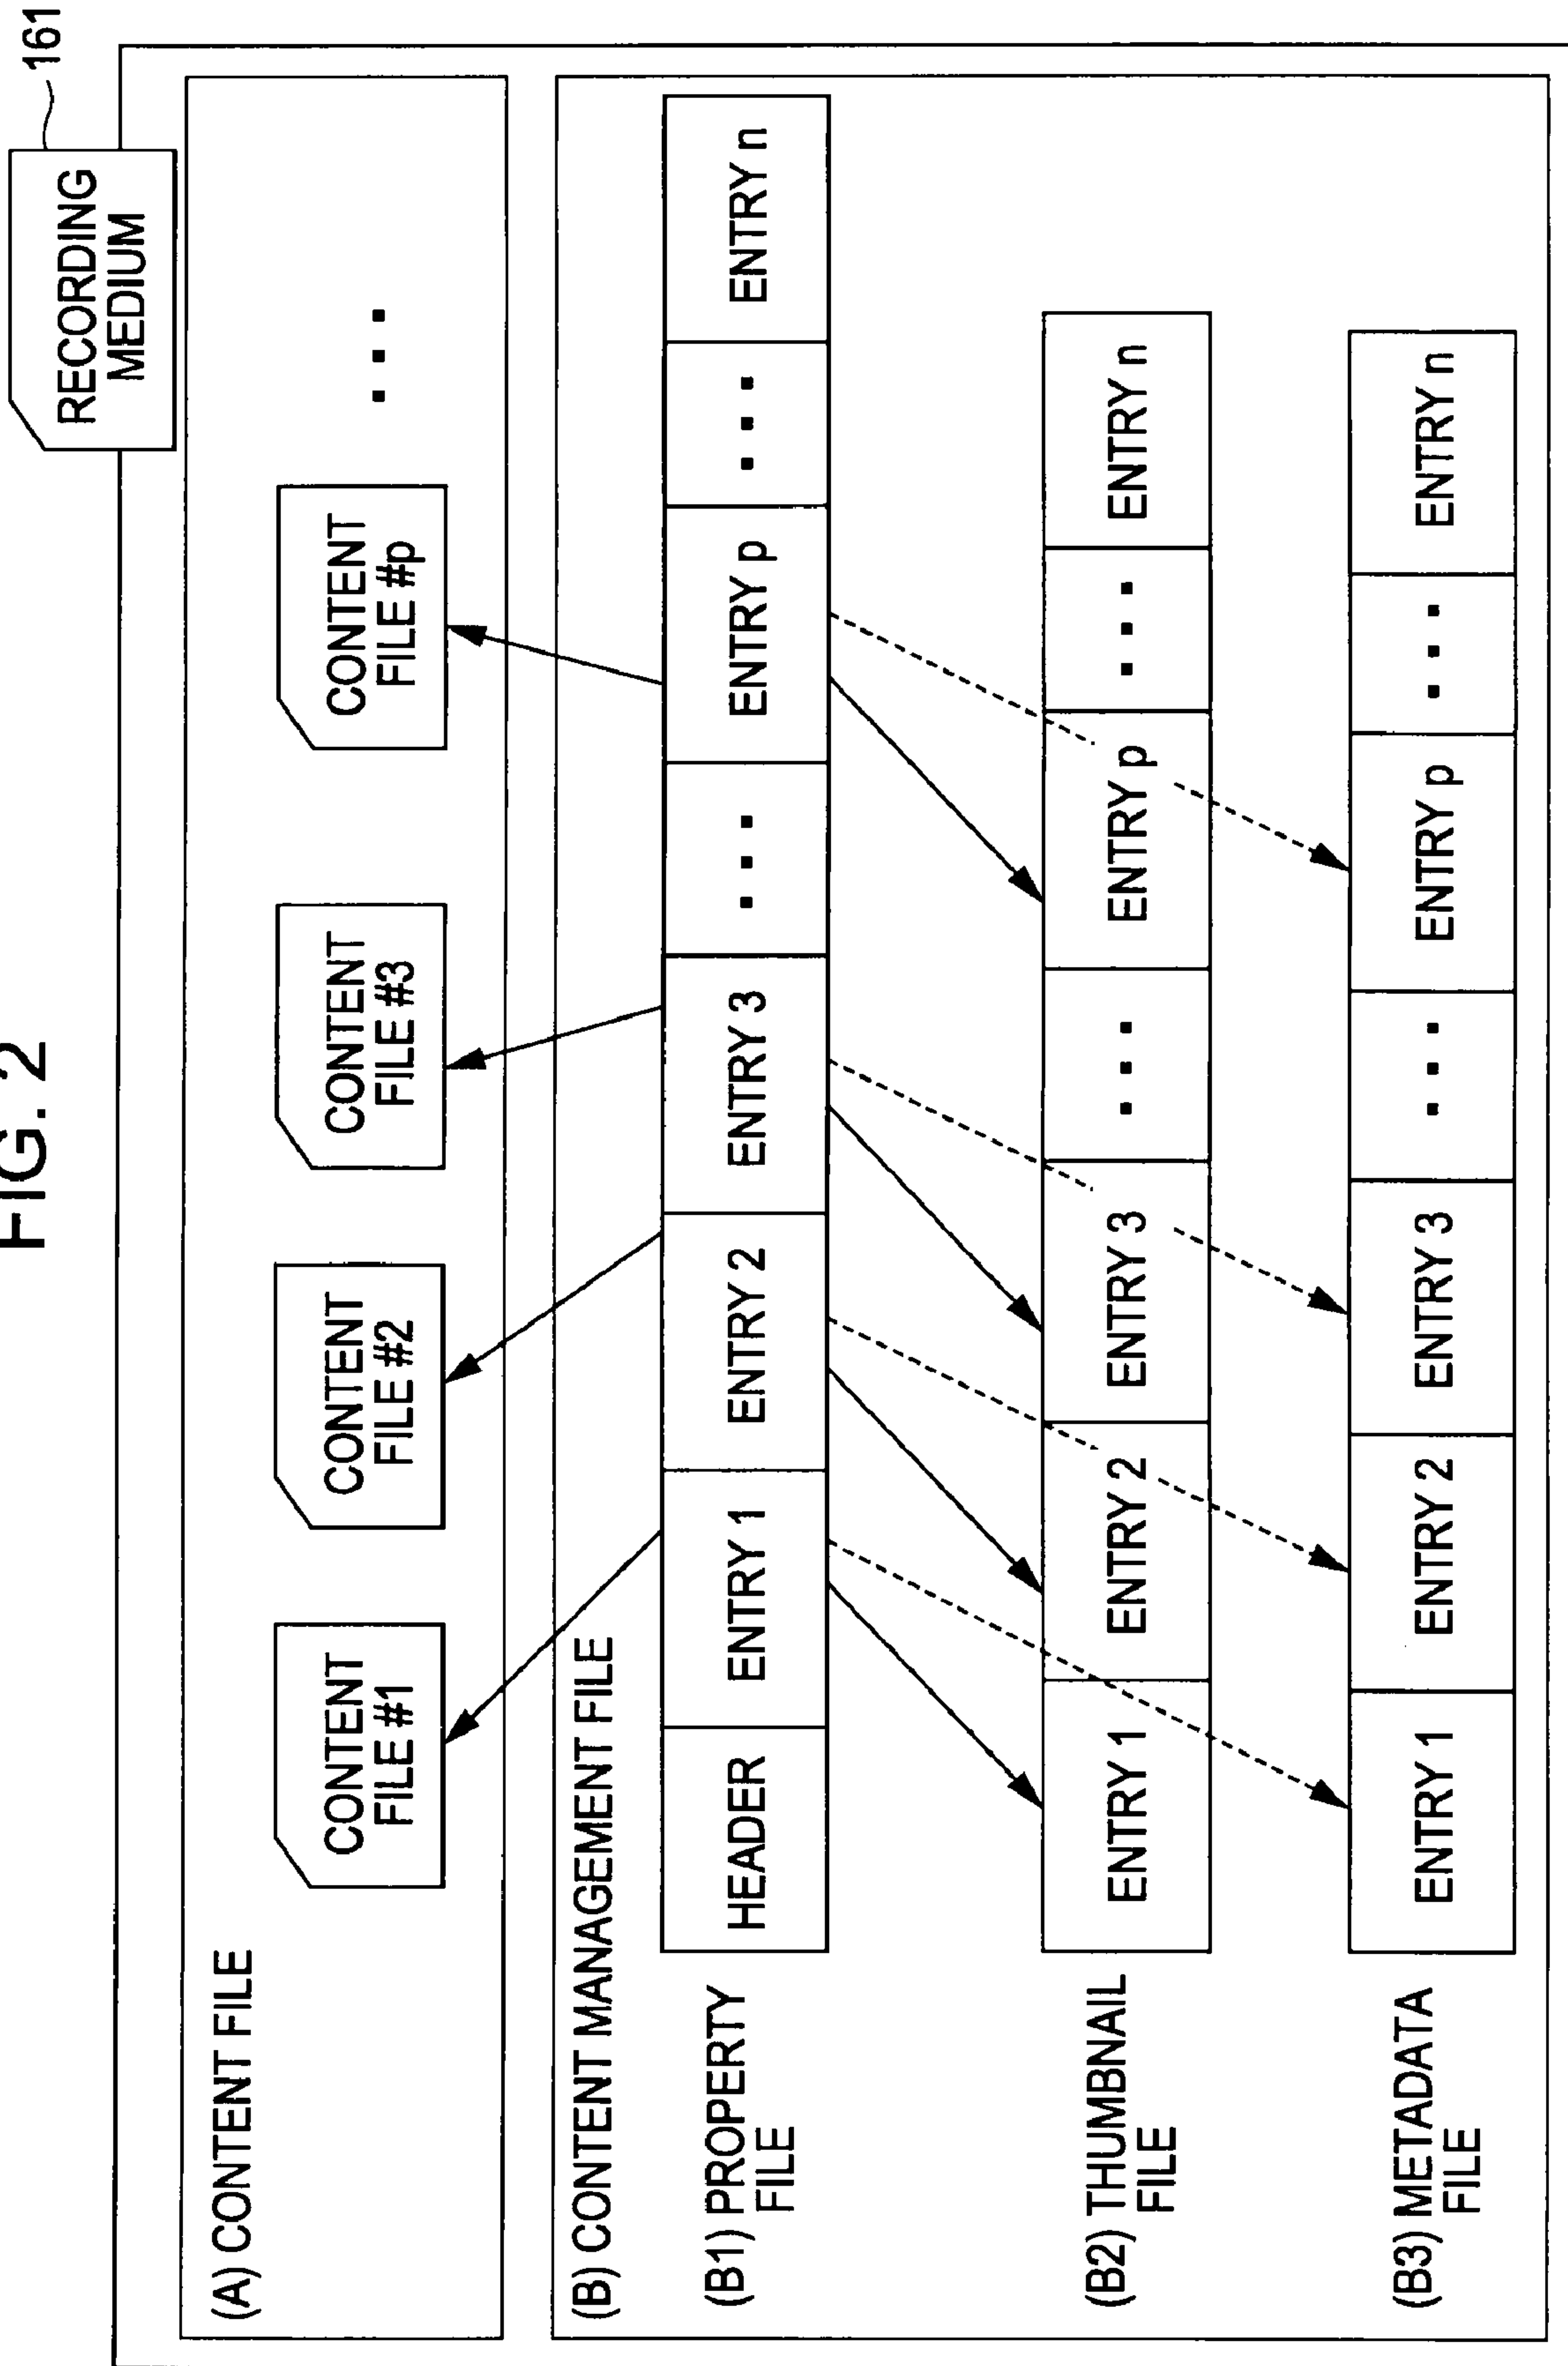 FIG. 2
RECORDING
MEDIUM
161
(A) CONTENT FILE
CONTENT
FILE #1
CONTENT
FILE #2
CONTENT
FILE #3
CONTENT
FILE #p
...
(B) CONTENT MANAGEMENT FILE
(B1) PROPERTY
FILE
HEADER
ENTRY 1
ENTRY 2
ENTRY 3
...
ENTRY p
...
ENTRY n
(B2) THUMBNAIL
FILE
ENTRY 1
ENTRY 2
ENTRY 3
...
ENTRY p
...
ENTRY n
(B3) METADATA
FILE
ENTRY 1
ENTRY 2
ENTRY 3
...
ENTRY p
...
ENTRY n